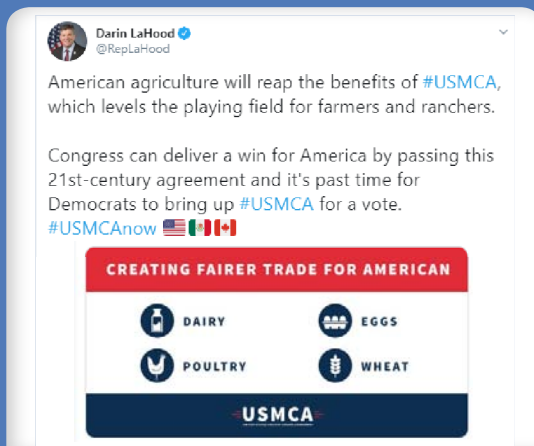 Darin LaHood
@RepLaHood
American agriculture will reap the benefits of #USMCA,
which levels the playing field for farmers and ranchers.
Congress can deliver a win for America by passing this
21st-century agreement and it's past time for
Democrats to bring up #USMCA for a vote.
#USMCAnow
CREATING FAIRER TRADE FOR AMERICAN
DAIRY EGGS
POULTRY WHEAT
USMCA